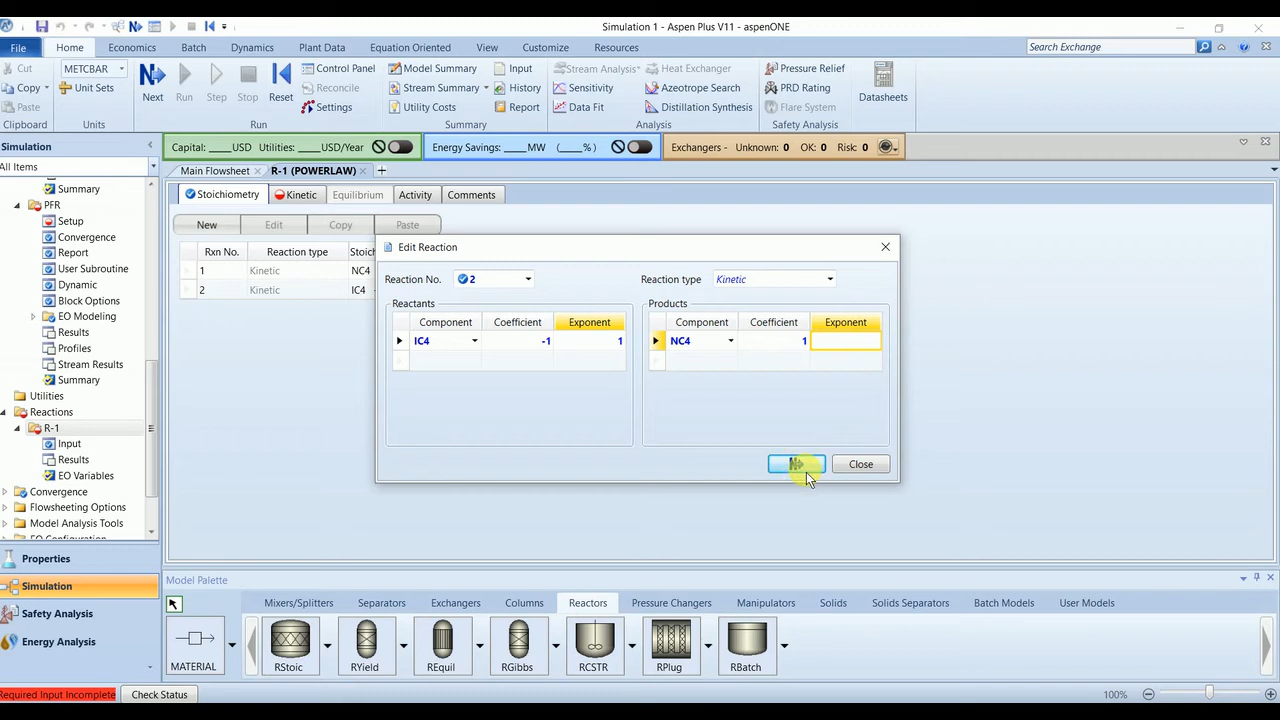 Simulation 1 - Aspen Plus V11 - aspenONE
File Home Economics Batch Dynamics Plant Data Equation Oriented View Customize Resources Search Exchange
Cut METCBAR Control Panel Model Summary Input Stream Analysis Heat Exchanger Pressure Relief
Copy Unit Sets Next Run Step Stop Reset Reconcile Stream Summary History Sensitivity Azeotrope Search PRD Rating Datasheets
Paste Settings Utility Costs Report Data Fit Distillation Synthesis Flare System
Clipboard Units Run Summary Analysis Safety Analysis
Simulation
Capital: ____USD Utilities: ____USD/Year Energy Savings: ____MW (____%) Exchangers - Unknown: 0 OK: 0 Risk: 0
All Items
Main Flowsheet R-1 (POWERLAW)
Summary
PFR
Setup
Convergence
Report
User Subroutine
Dynamic
Block Options
EO Modeling
Results
Profiles
Stream Results
Summary
Utilities
Reactions
R-1
Input
Results
EO Variables
Convergence
Flowsheeting Options
Model Analysis Tools
EO Configuration
Properties
Simulation
Safety Analysis
Energy Analysis
Stoichiometry Kinetic Equilibrium Activity Comments
New Edit Copy Paste
Rxn No. Reaction type Stoic
1 Kinetic NC4
2 Kinetic IC4
Edit Reaction
Reaction No. 2 Reaction type Kinetic
Reactants Products
Component Coefficient Exponent Component Coefficient Exponent
IC4 -1 1 NC4 1
Close
Model Palette
Mixers/Splitters Separators Exchangers Columns Reactors Pressure Changers Manipulators Solids Solids Separators Batch Models User Models
MATERIAL RStoic RYield REquil RGibbs RCSTR RPlug RBatch
Required Input Incomplete Check Status 100%